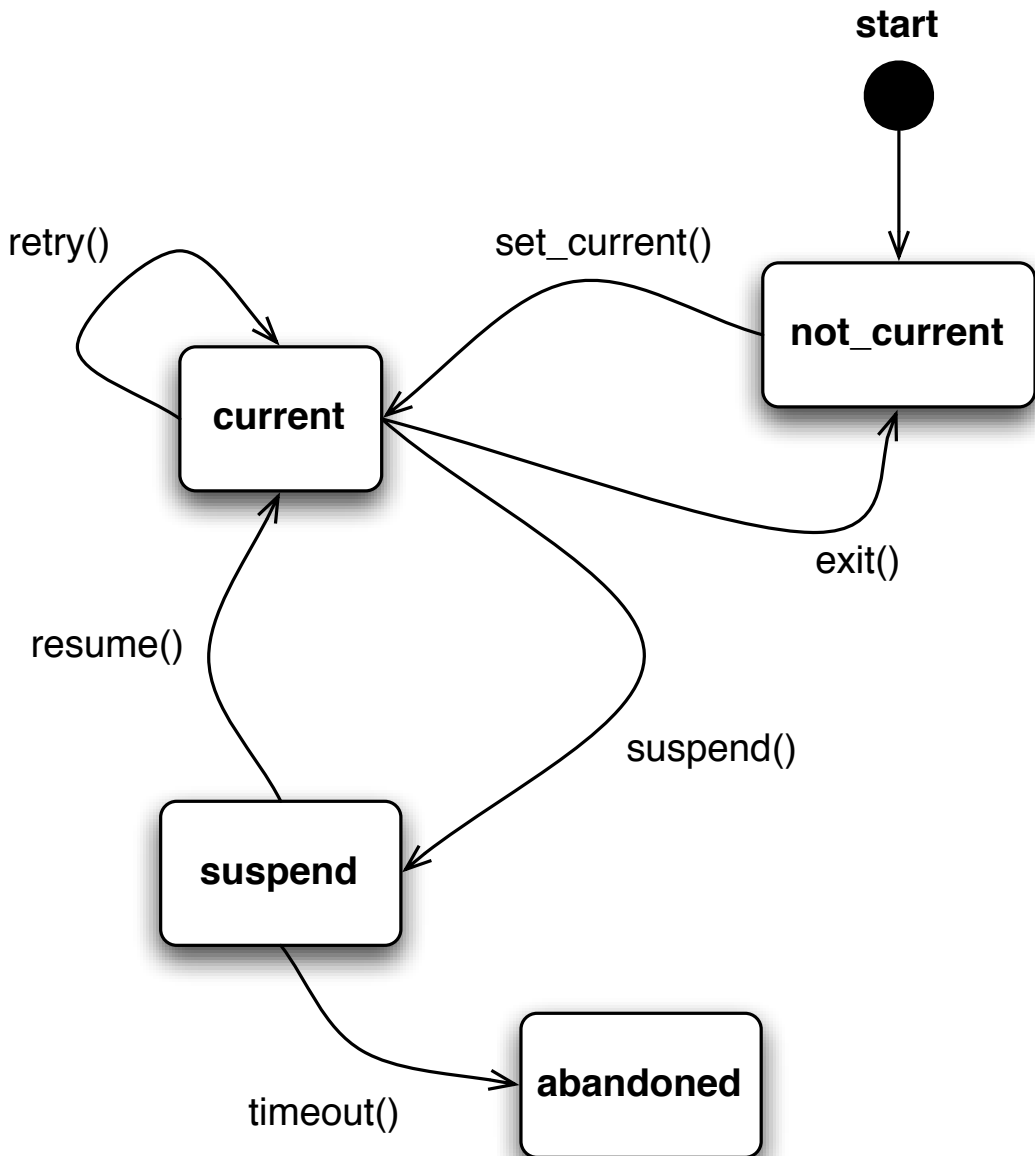 start
retry()
set_current()
not_current
current
exit()
resume()
suspend()
suspend
abandoned
timeout()